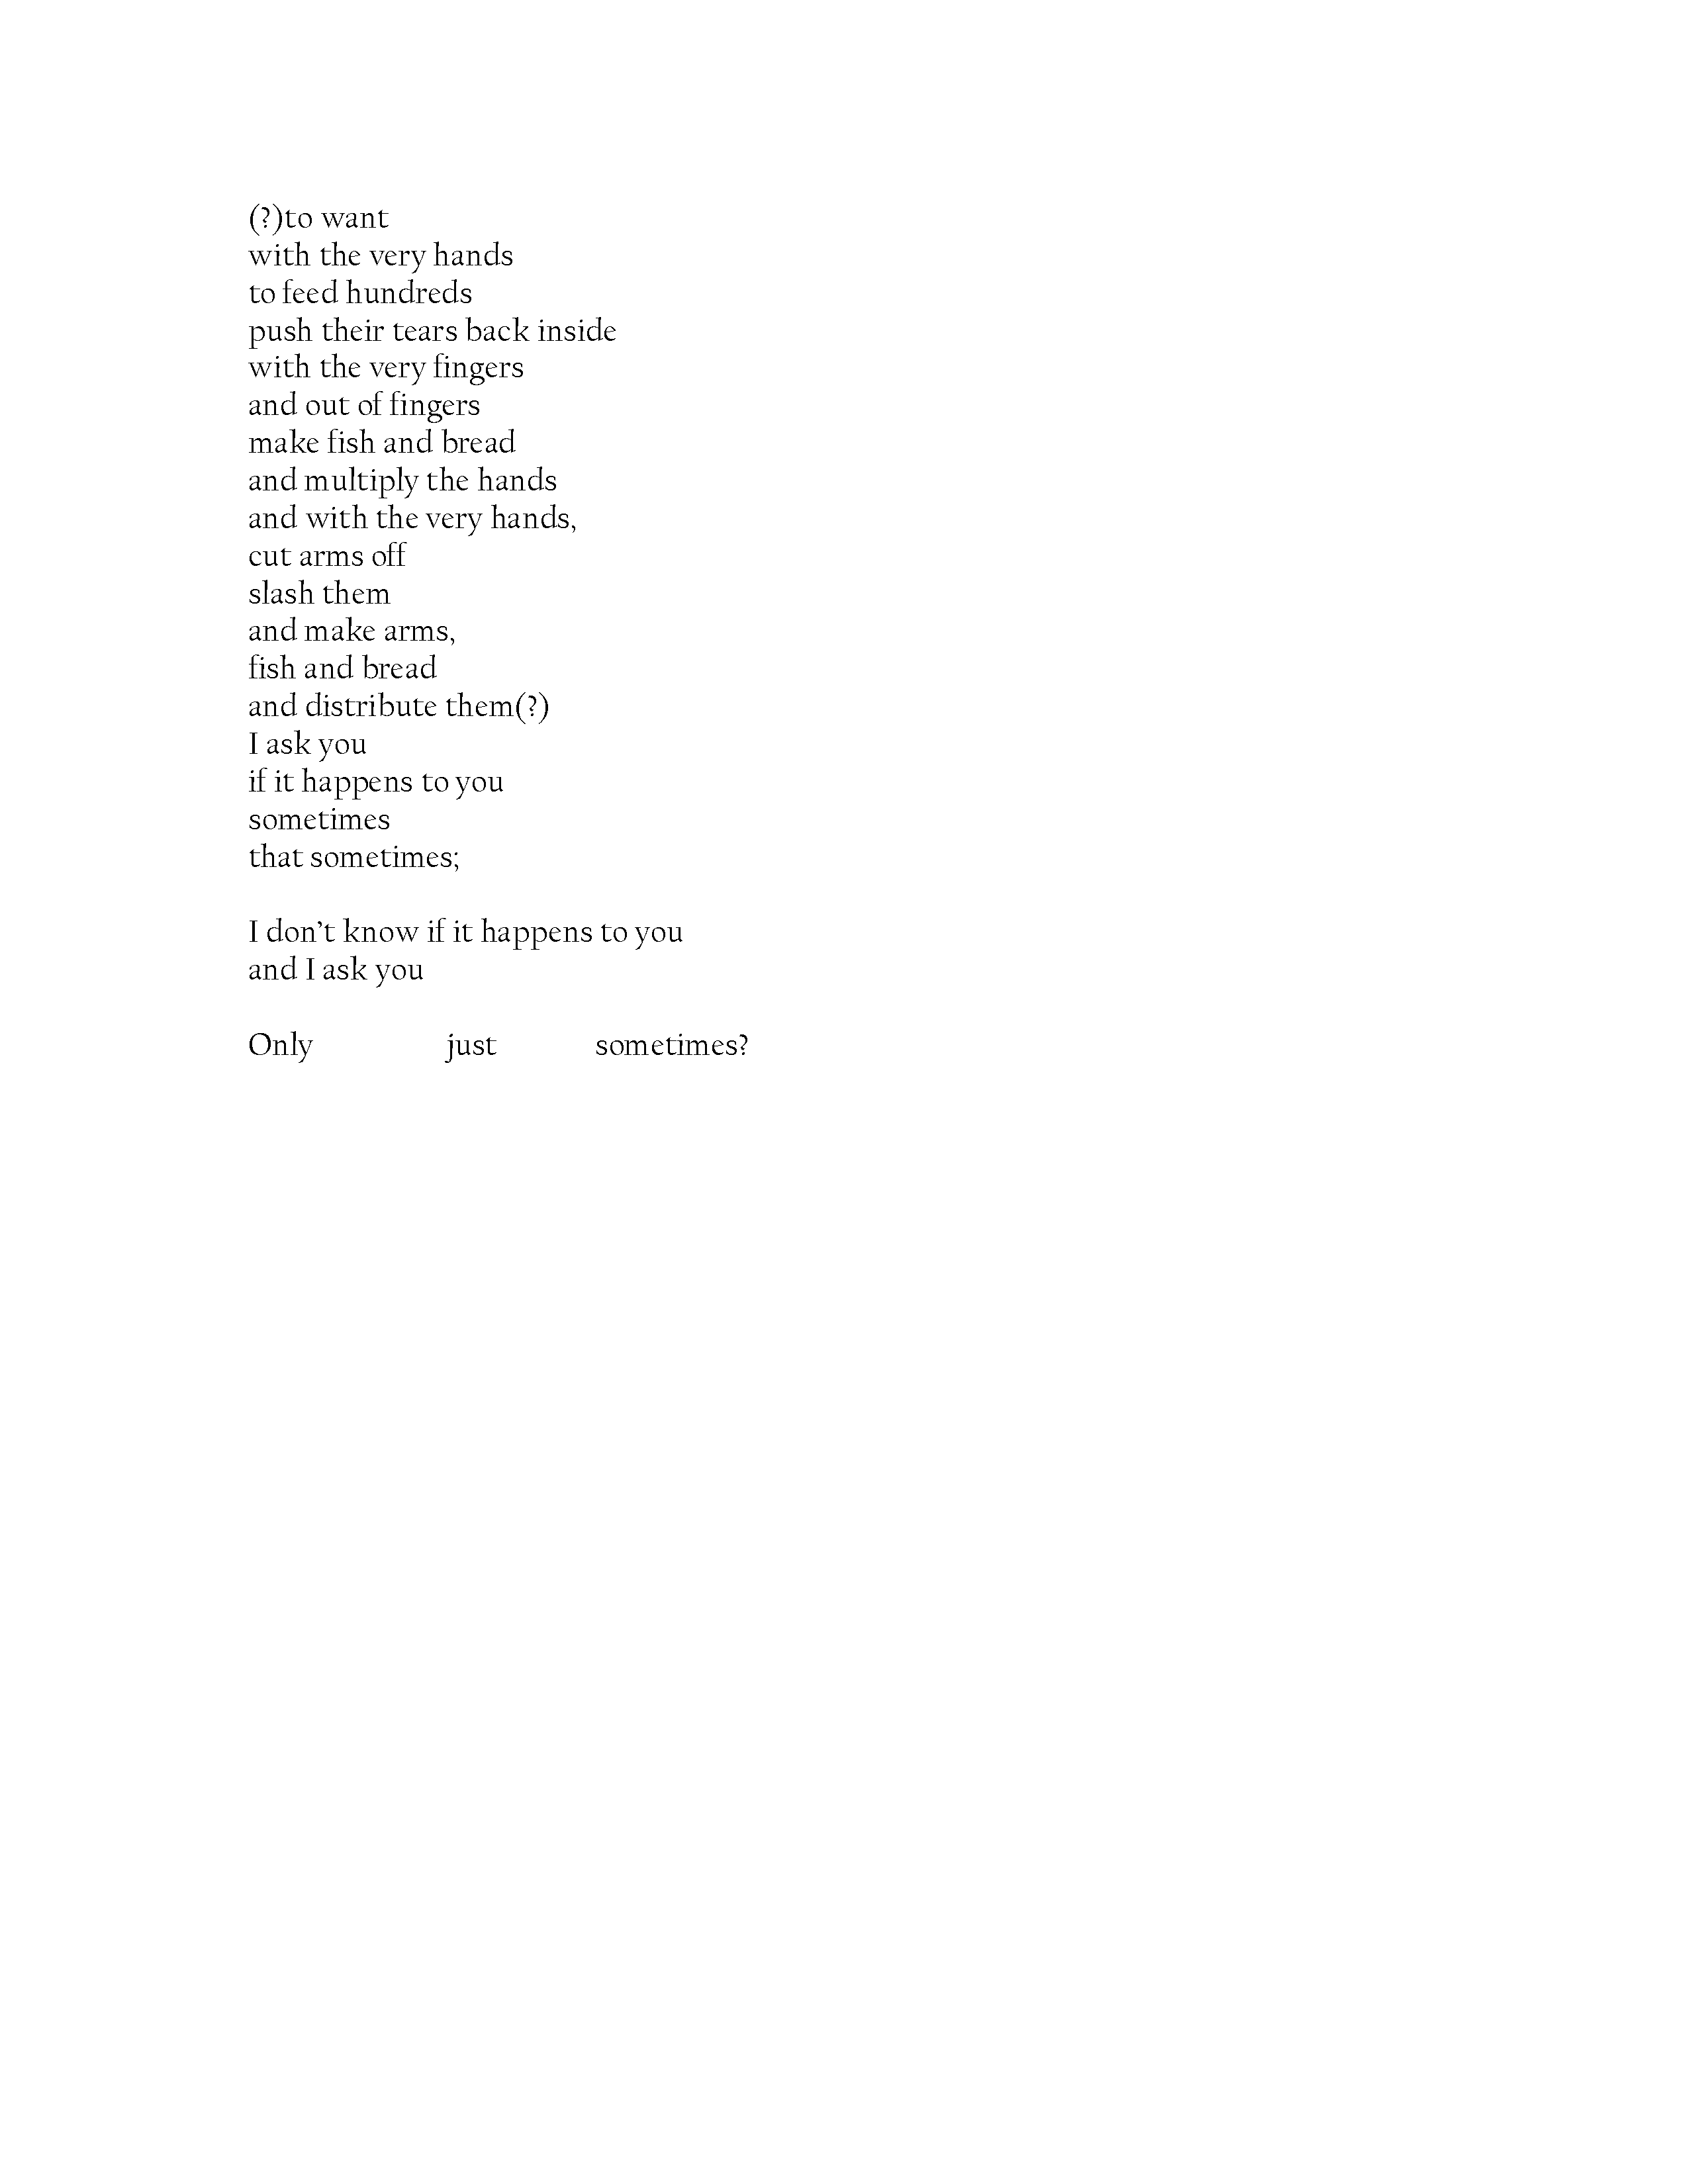 (?)to want
with the very hands
to feed hundreds
push their tears back inside
with the very fingers
and out of fingers
make fish and bread
and multiply the hands
and with the very hands,
cut arms off
slash them
and make arms,
fish and bread
and distribute them(?)
I ask you
if it happens to you
sometimes
that sometimes;
I don’t know if it happens to you
and I ask you
Only just sometimes?